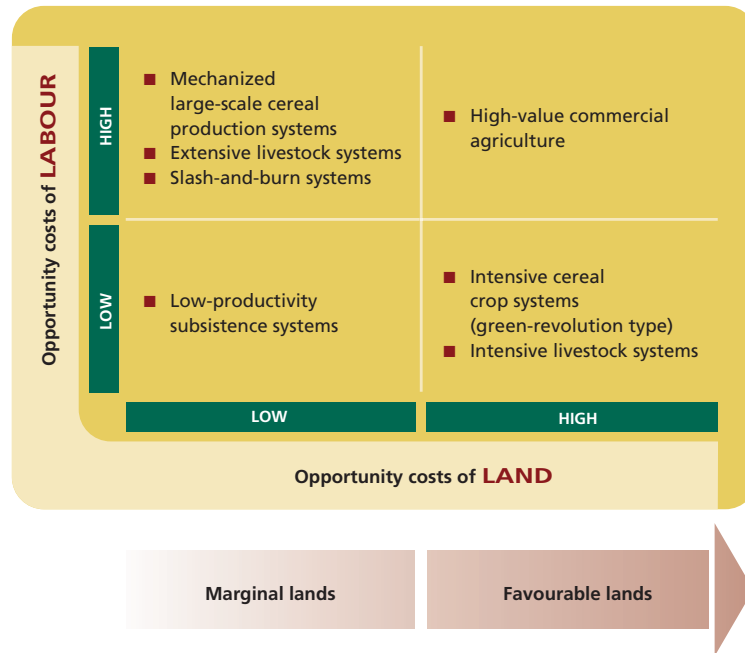 Opportunity costs of LABOUR
HIGH
■ Mechanized
large-scale cereal
production systems
■ Extensive livestock systems
■ Slash-and-burn systems
■ High-value commercial
agriculture
LOW
■ Low-productivity
subsistence systems
■ Intensive cereal
crop systems
(green-revolution type)
■ Intensive livestock systems
LOW
HIGH
Opportunity costs of LAND
Marginal lands
Favourable lands